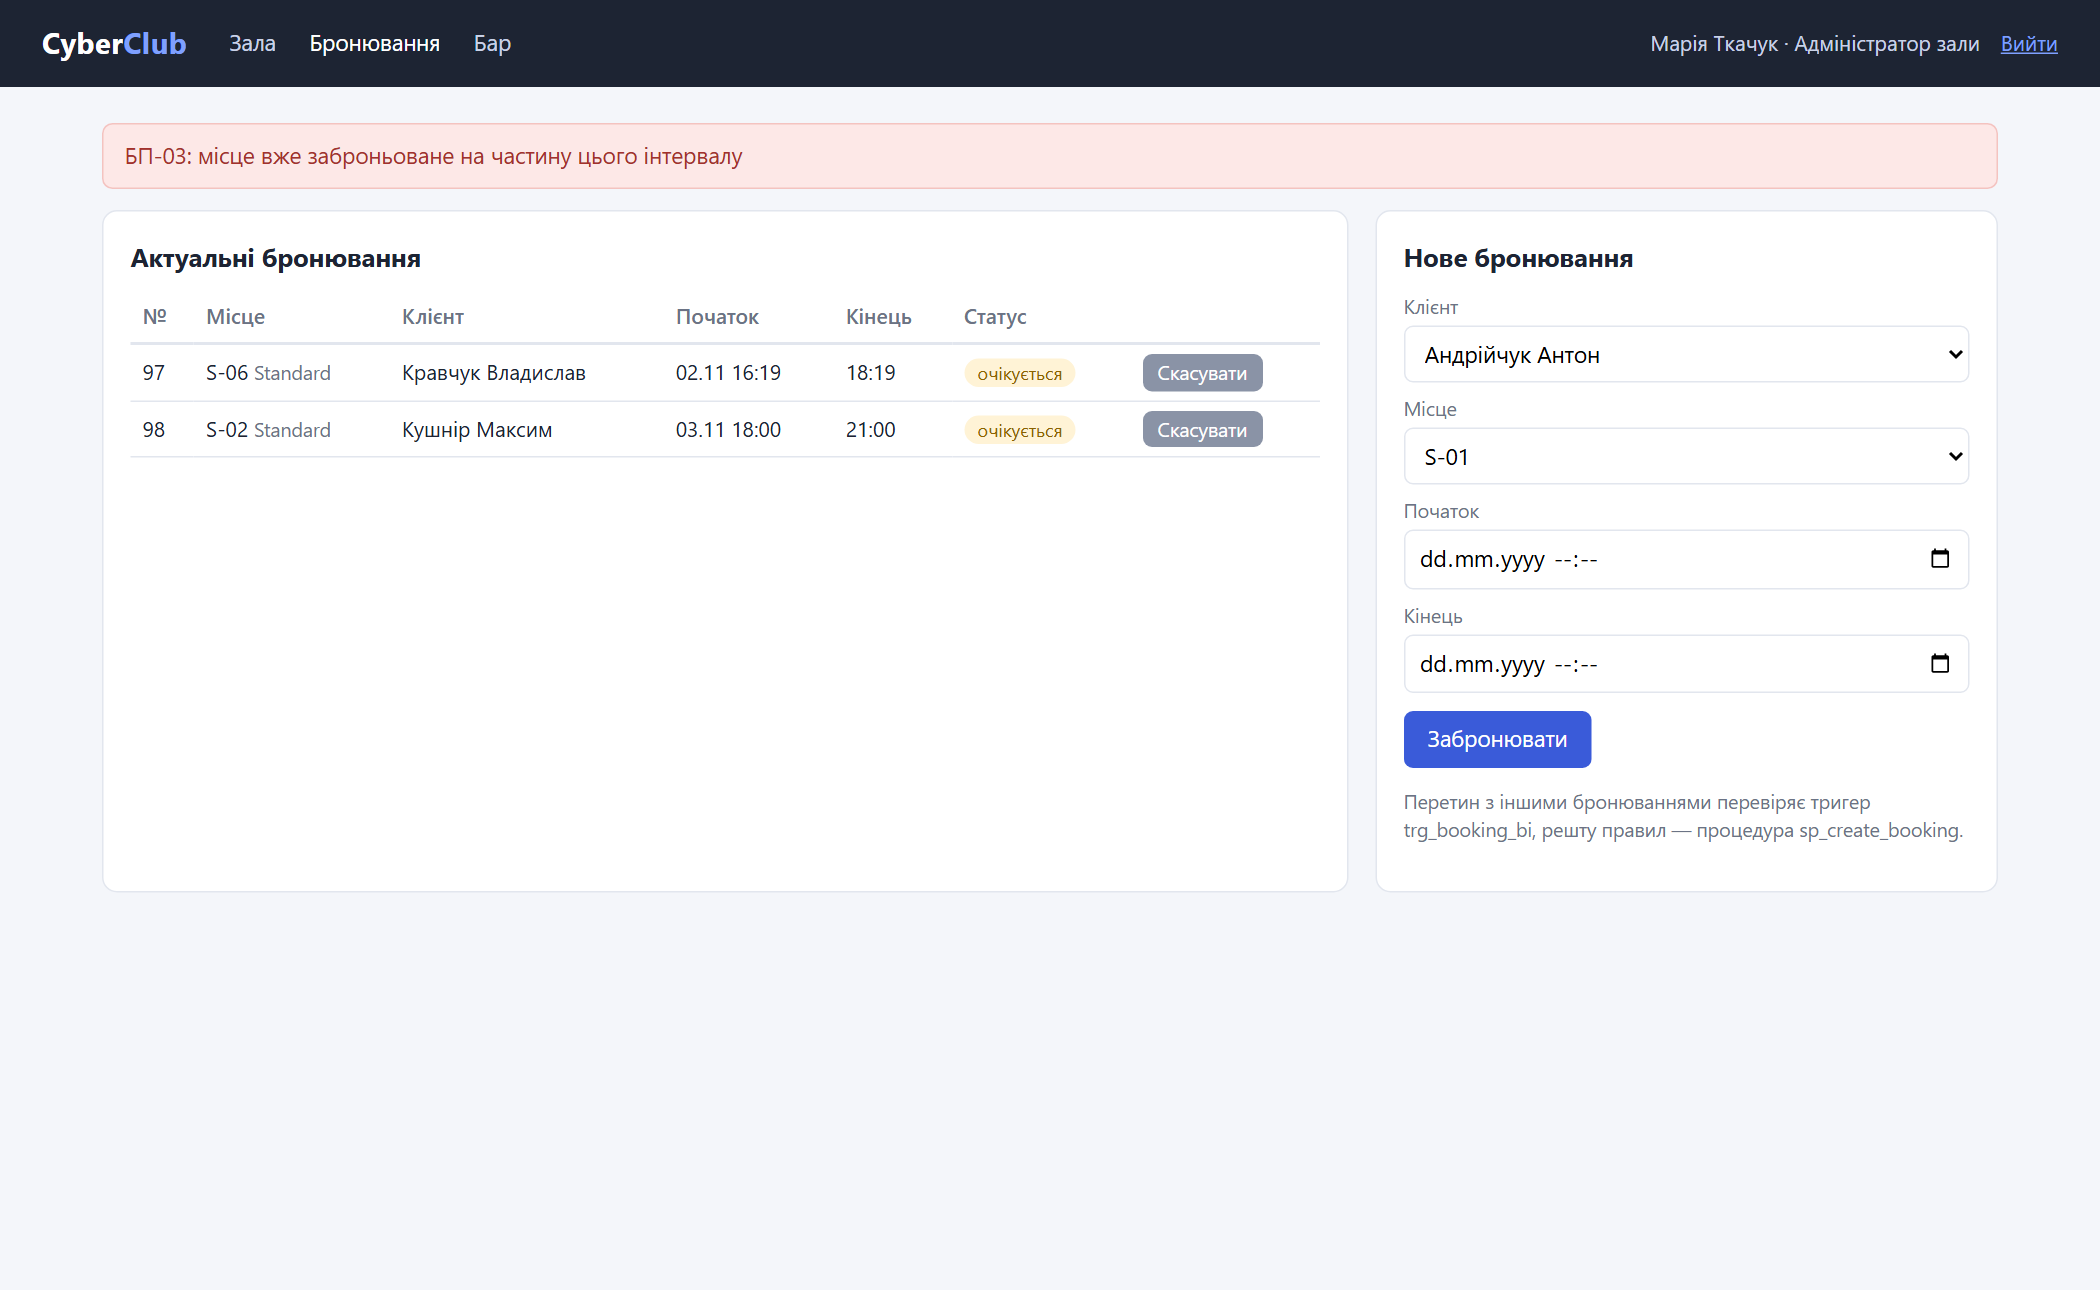 CyberClub Зала Бронювання Бар Марія Ткачук · Адміністратор зали Вийти
БП-03: місце вже заброньоване на частину цього інтервалу
Актуальні бронювання
№ Місце Клієнт Початок Кінець Статус
97 S-06 Standard Кравчук Владислав 02.11 16:19 18:19 очікується Скасувати
98 S-02 Standard Кушнір Максим 03.11 18:00 21:00 очікується Скасувати
Нове бронювання
Клієнт
Андрійчук Антон
Місце
S-01
Початок
dd.mm.yyyy --:--
Кінець
dd.mm.yyyy --:--
Забронювати
Перетин з іншими бронюваннями перевіряє тригер
trg_booking_bi, решту правил — процедура sp_create_booking.